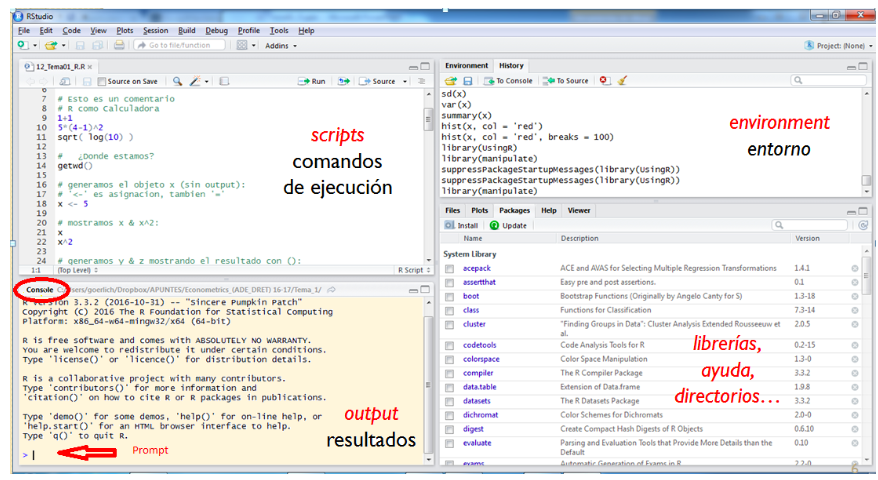 RStudio
File Edit Code View Plots Session Build Debug Profile Tools Help
Go to file/function Addins Project: (None)
12_Tema01_R.R
Source on Save Run Source
6
7 # Esto es un comentario
8 # R como Calculadora
9 1+1
10 5*(4-1)^2
11 sqrt( log(10) )
12
13 # ¿Donde estamos?
14 getwd()
15
16 # generamos el objeto x (sin output):
17 # '<-' es asignacion, tambien '='
18 x <- 5
19
20 # mostramos x & x^2:
21 x
22 x^2
23
24 # generamos y & z mostrando el resultado con ():
1:1 (Top Level) R Script
scripts
comandos
de ejecución
Console C:/Users/goerlich/Dropbox/APUNTES/Econometrics_(ADE_DRET) 16-17/Tema_1/
R version 3.3.2 (2016-10-31) -- "Sincere Pumpkin Patch"
Copyright (C) 2016 The R Foundation for Statistical Computing
Platform: x86_64-w64-mingw32/x64 (64-bit)
R is free software and comes with ABSOLUTELY NO WARRANTY.
You are welcome to redistribute it under certain conditions.
Type 'license()' or 'licence()' for distribution details.
R is a collaborative project with many contributors.
Type 'contributors()' for more information and
'citation()' on how to cite R or R packages in publications.
Type 'demo()' for some demos, 'help()' for on-line help, or
'help.start()' for an HTML browser interface to help.
Type 'q()' to quit R.
>
Prompt
output
resultados
Environment History
To Console To Source
sd(x)
var(x)
summary(x)
hist(x, col = 'red')
hist(x, col = 'red', breaks = 100)
library(UsingR)
library(manipulate)
suppressPackageStartupMessages(library(UsingR))
suppressPackageStartupMessages(library(UsingR))
library(manipulate)
environment
entorno
Files Plots Packages Help Viewer
Install Update
Name Description Version
System Library
acepack ACE and AVAS for Selecting Multiple Regression Transformations 1.4.1
assertthat Easy pre and post assertions. 0.1
boot Bootstrap Functions (Originally by Angelo Canty for S) 1.3-18
class Functions for Classification 7.3-14
cluster "Finding Groups in Data": Cluster Analysis Extended Rousseeuw et al. 2.0.5
codetools Code Analysis Tools for R 0.2-15
colorspace Color Space Manipulation 1.3-0
compiler The R Compiler Package 3.3.2
data.table Extension of Data.frame 1.9.8
datasets The R Datasets Package 3.3.2
dichromat Color Schemes for Dichromats 2.0-0
digest Create Compact Hash Digests of R Objects 0.6.10
evaluate Parsing and Evaluation Tools that Provide More Details than the Default 0.10
exams Automatic Generation of Exams in R 2.2-0
librerías,
ayuda,
directorios...